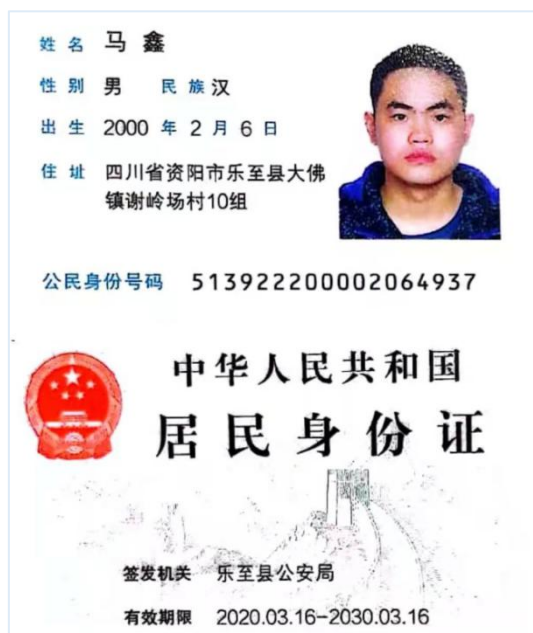 姓名 马鑫
性别 男 民族 汉
出生 2000 年 2 月 6 日
住址 四川省资阳市乐至县大佛
镇谢岭场村10组
公民身份号码 513922200002064937
中华人民共和国
居民身份证
签发机关 乐至县公安局
有效期限 2020.03.16-2030.03.16